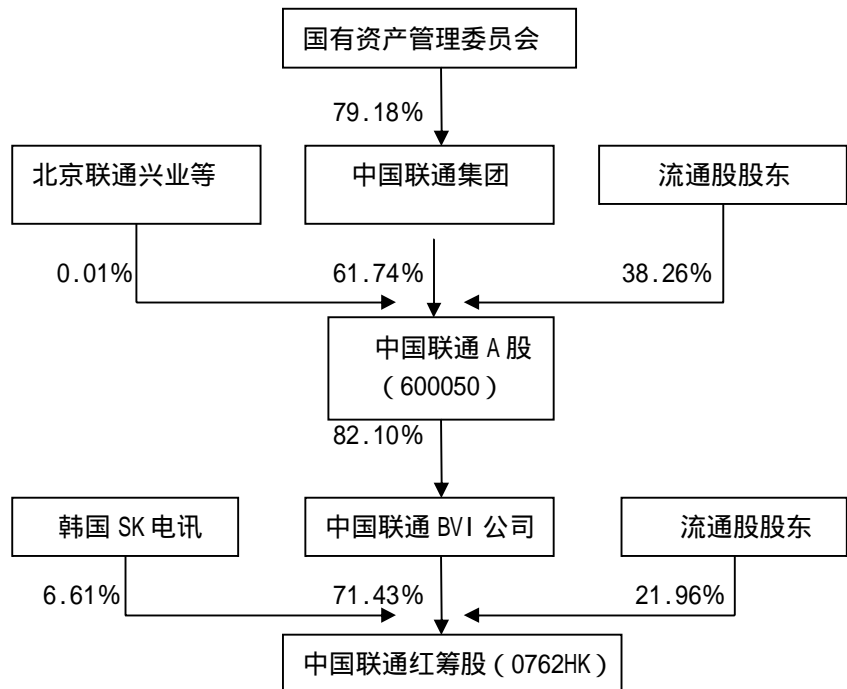 国有资产管理委员会
79.18%
北京联通兴业等
中国联通集团
流通股股东
0.01%
61.74%
38.26%
中国联通 A 股
（600050）
82.10%
韩国 SK 电讯
中国联通 BVI 公司
流通股股东
6.61%
71.43%
21.96%
中国联通红筹股（0762HK）